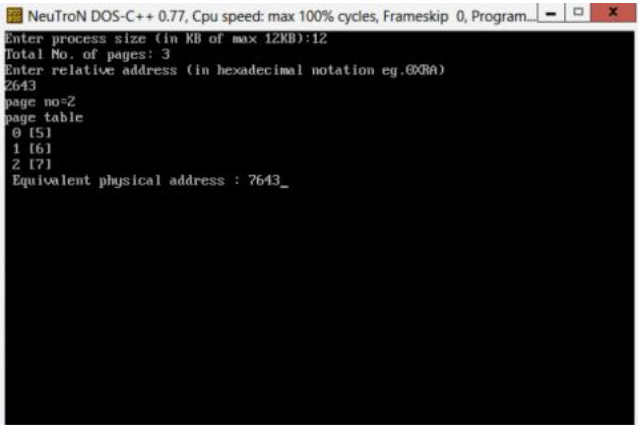 NeuTroN DOS-C++ 0.77, Cpu speed: max 100% cycles, Frameskip 0, Program...
Enter process size (in KB of max 12KB):12
Total No. of pages: 3
Enter relative address (in hexadecimal notation eg.0XRA)
2643
page no=2
page table
0 [5]
1 [6]
2 [7]
Equivalent physical address : 7643_